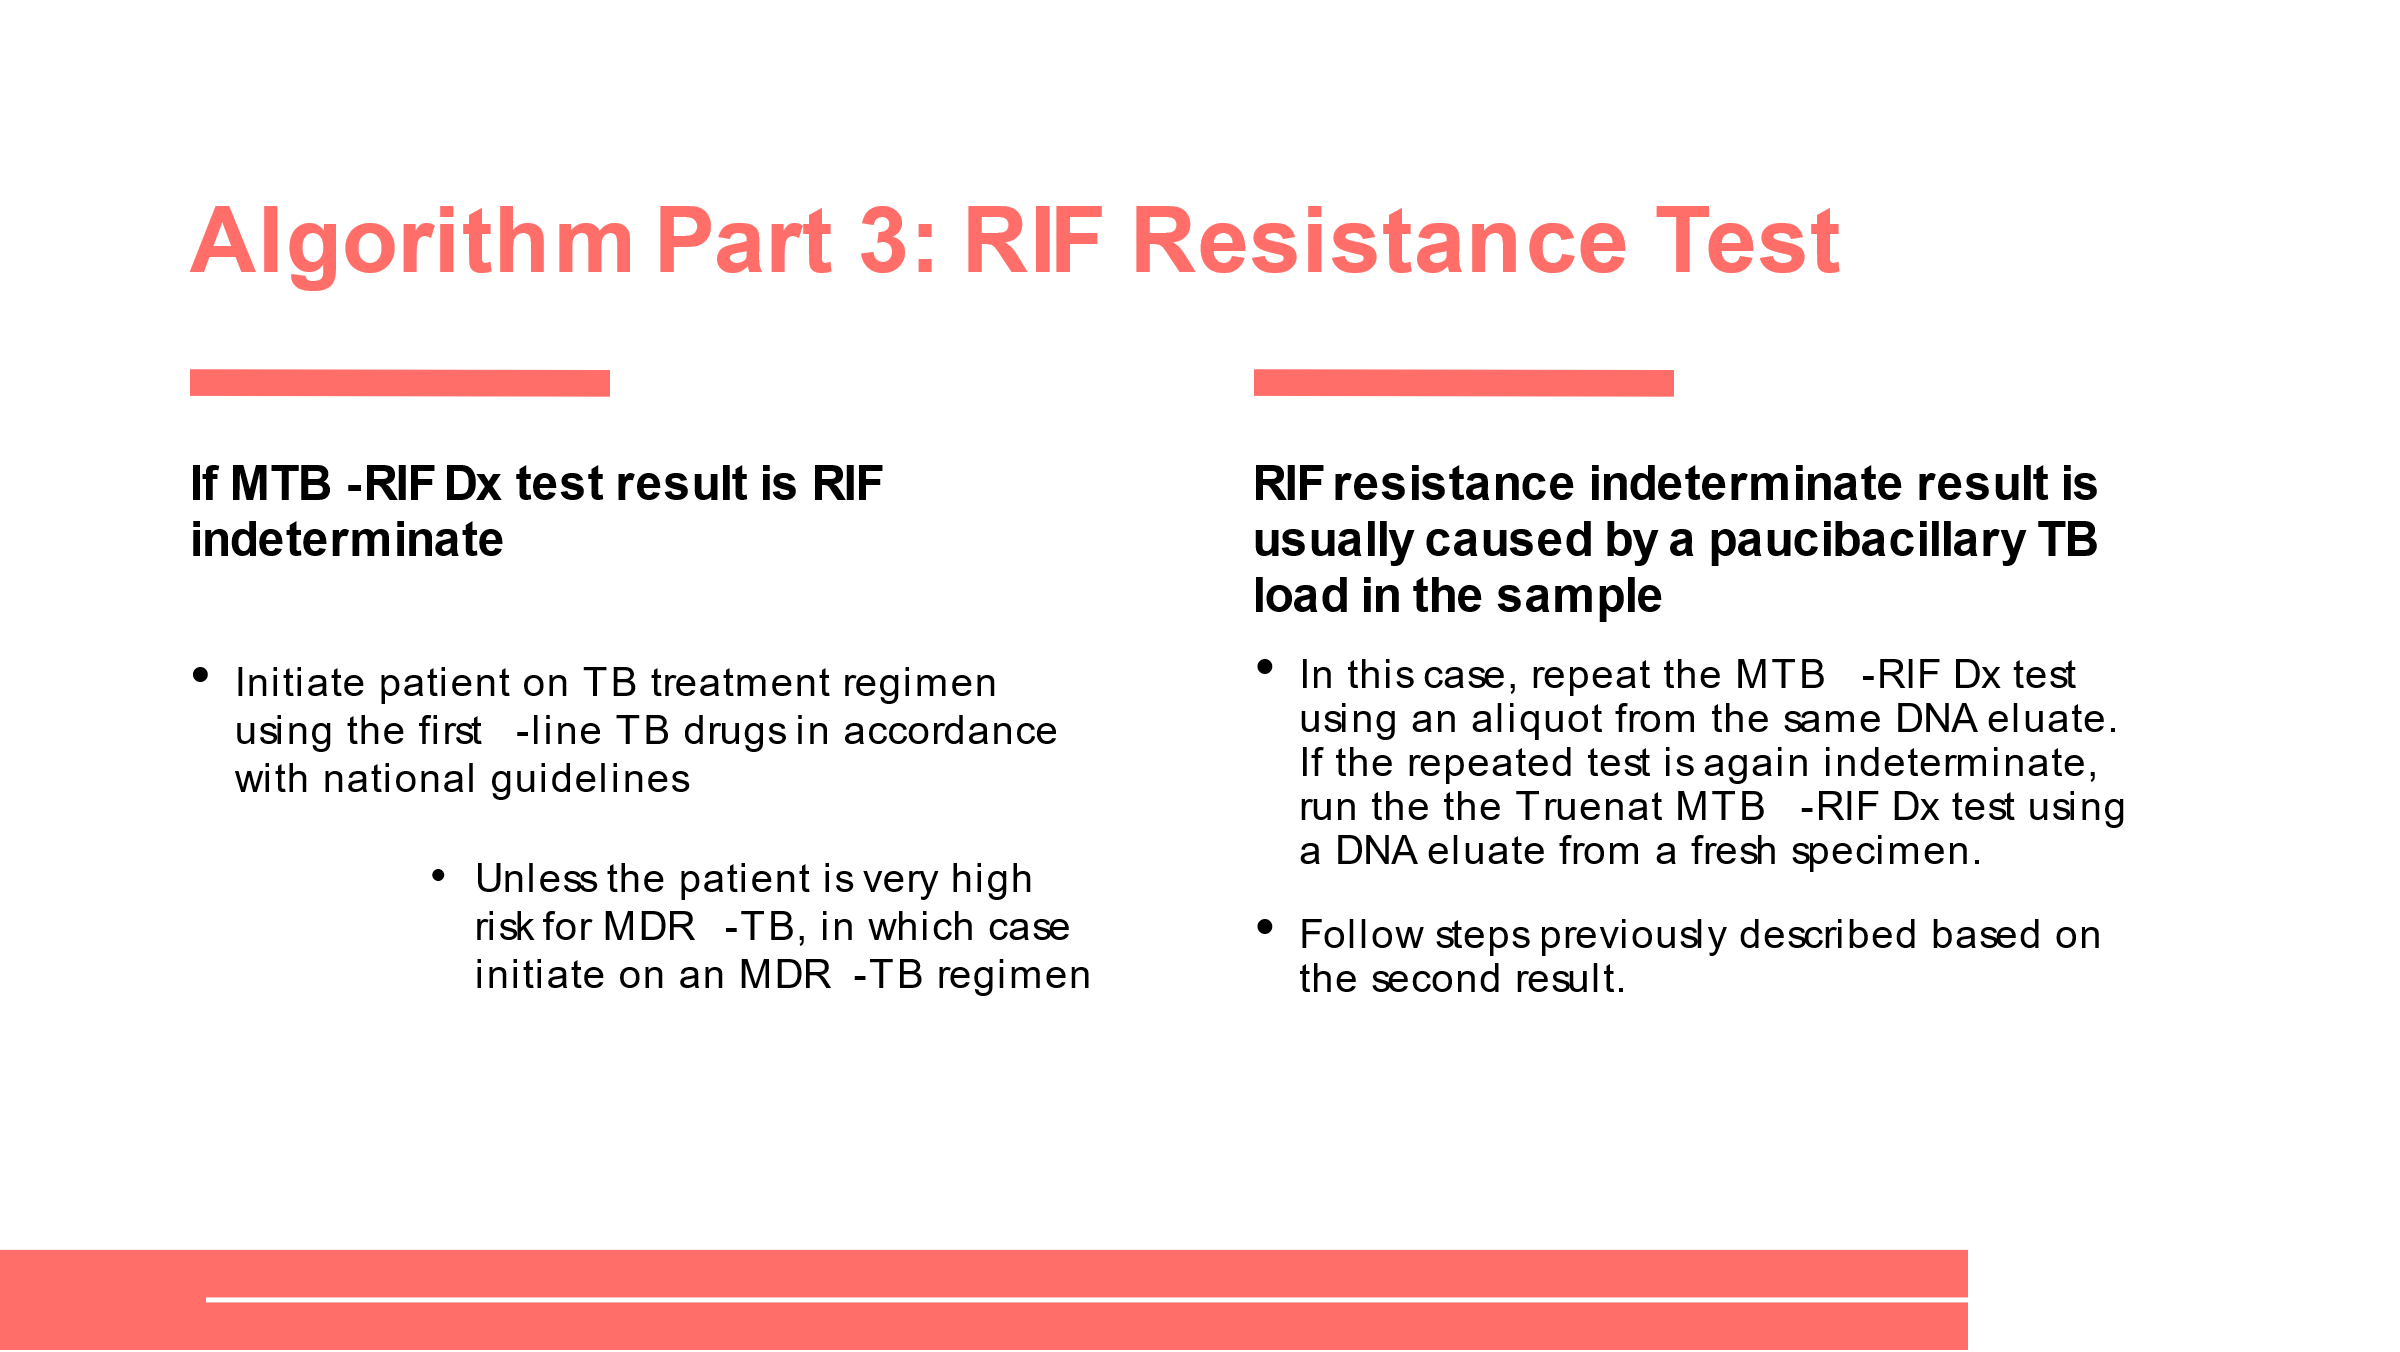 Algorithm Part 3: RIF Resistance Test
If MTB -RIF Dx test result is RIF
indeterminate
• Initiate patient on TB treatment regimen
using the first -line TB drugs in accordance
with national guidelines
• Unless the patient is very high
risk for MDR -TB, in which case
initiate on an MDR -TB regimen
RIF resistance indeterminate result is
usually caused by a paucibacillary TB
load in the sample
• In this case, repeat the MTB -RIF Dx test
using an aliquot from the same DNA eluate.
If the repeated test is again indeterminate,
run the the Truenat MTB -RIF Dx test using
a DNA eluate from a fresh specimen.
• Follow steps previously described based on
the second result.